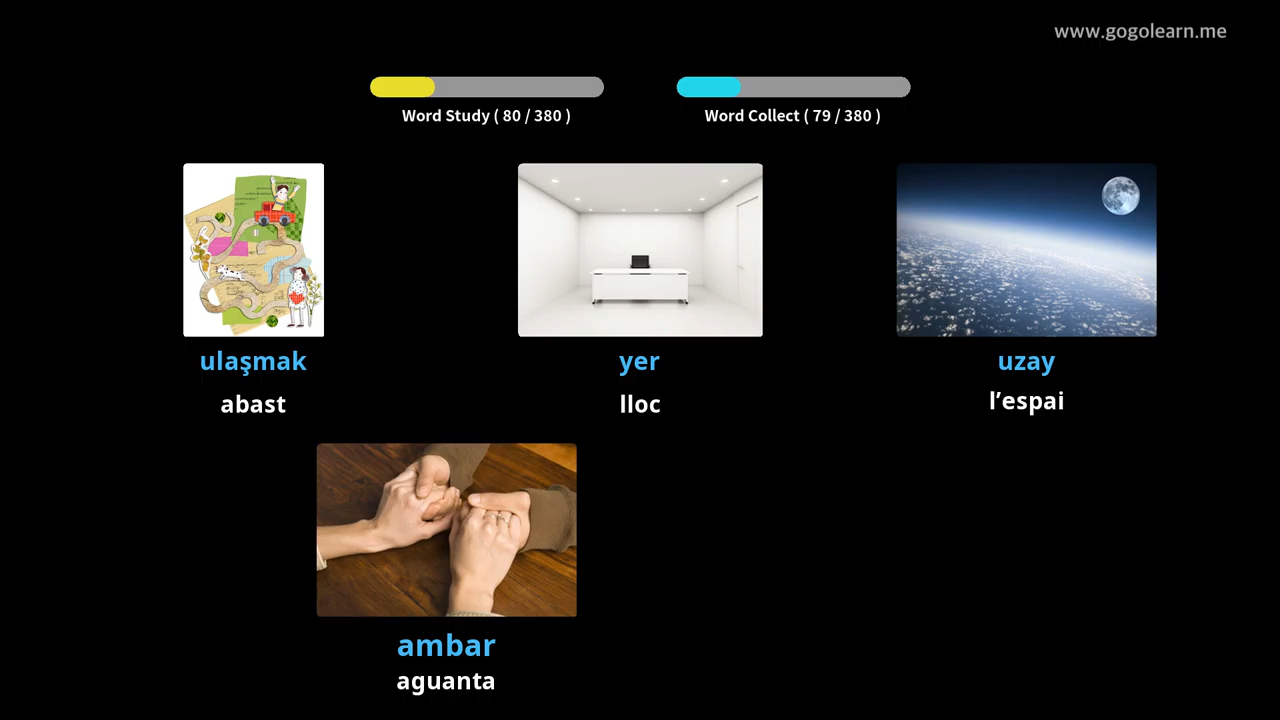 www.gogolearn.me
Word Study ( 80 / 380 )
Word Collect ( 79 / 380 )
ulaşmak
abast
yer
lloc
uzay
l’espai
ambar
aguanta